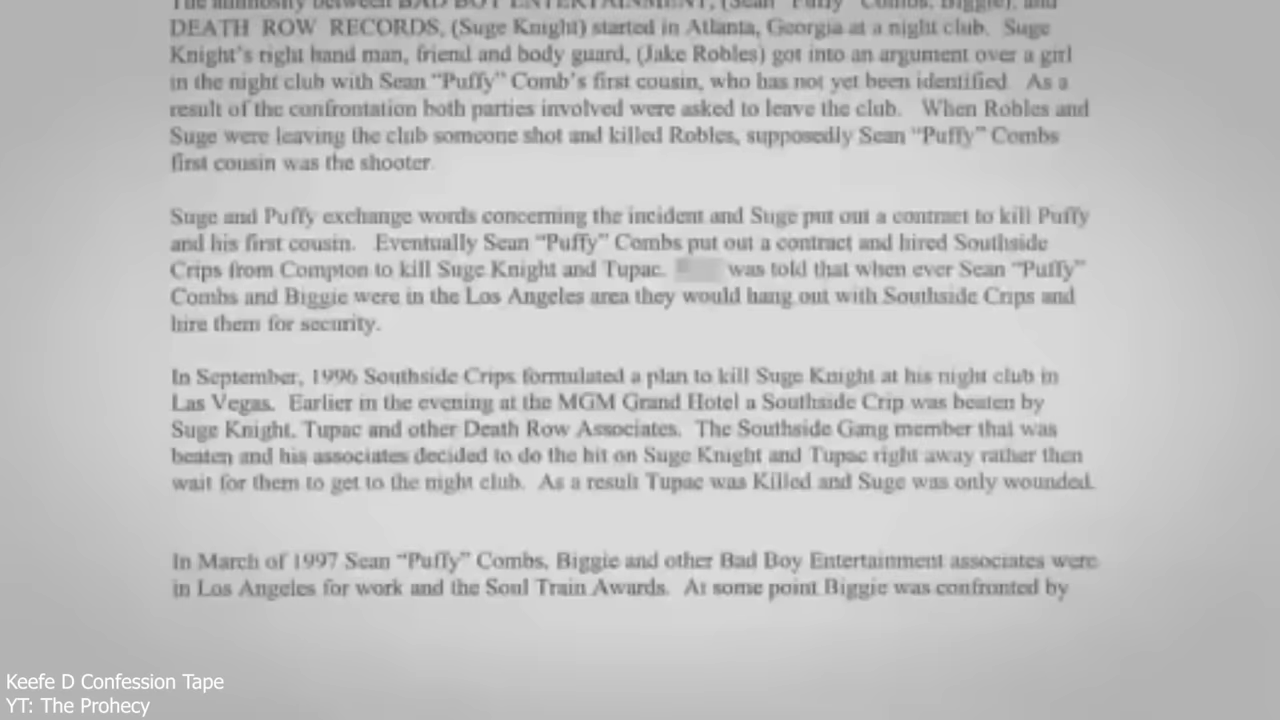 The animosity between BAD BOY ENTERTAINMENT, (Sean "Puffy" Combs, Biggie), and
DEATH ROW RECORDS, (Suge Knight) started in Atlanta, Georgia at a night club. Suge
Knight's right hand man, friend and body guard, (Jake Robles) got into an argument over a girl
in the night club with Sean "Puffy" Comb's first cousin, who has not yet been identified. As a
result of the confrontation both parties involved were asked to leave the club. When Robles and
Suge were leaving the club someone shot and killed Robles, supposedly Sean "Puffy" Combs
first cousin was the shooter.
Suge and Puffy exchange words concerning the incident and Suge put out a contract to kill Puffy
and his first cousin. Eventually Sean "Puffy" Combs put out a contract and hired Southside
Crips from Compton to kill Suge Knight and Tupac. was told that when ever Sean "Puffy"
Combs and Biggie were in the Los Angeles area they would hang out with Southside Crips and
hire them for security.
In September, 1996 Southside Crips formulated a plan to kill Suge Knight at his night club in
Las Vegas. Earlier in the evening at the MGM Grand Hotel a Southside Crip was beaten by
Suge Knight, Tupac and other Death Row Associates. The Southside Gang member that was
beaten and his associates decided to do the hit on Suge Knight and Tupac right away rather then
wait for them to get to the night club. As a result Tupac was Killed and Suge was only wounded.
In March of 1997 Sean "Puffy" Combs, Biggie and other Bad Boy Entertainment associates were
in Los Angeles for work and the Soul Train Awards. At some point Biggie was confronted by
Keefe D Confession Tape
YT: The Prohecy